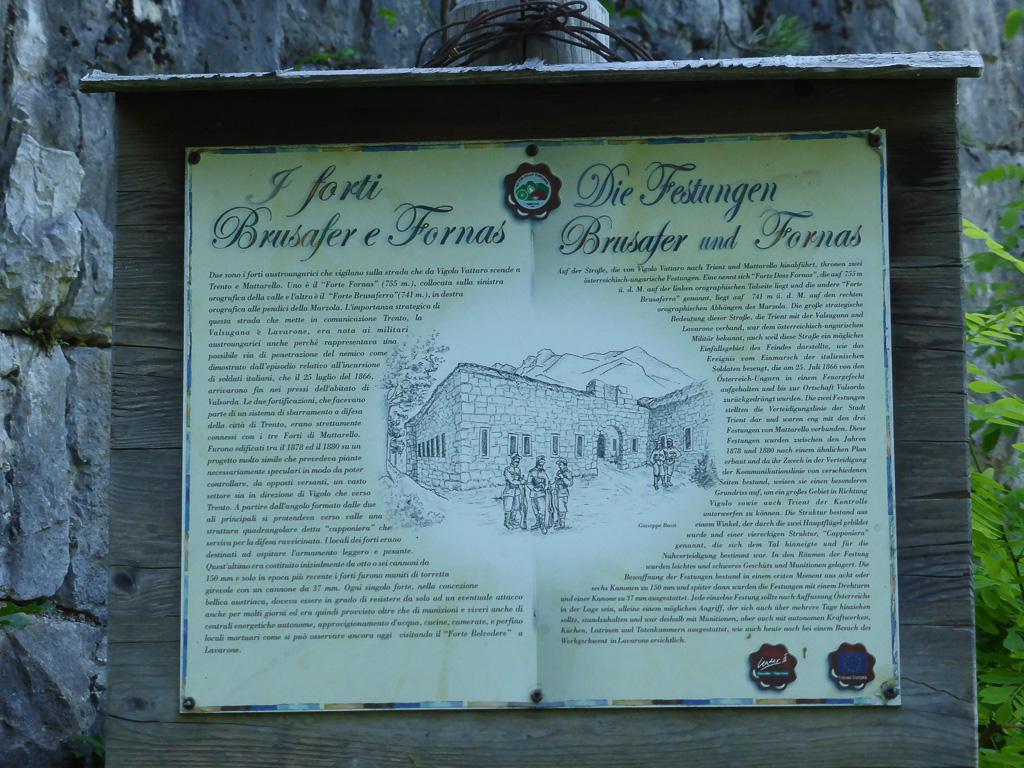 I forti
Brusafer e Fornas
Due sono i forti austroungarici che vigilano sulla strada che da Vigolo Vattaro scende a
Trento e Mattarello. Uno è il "Forte Fornas" (755 m.), collocata sulla sinistra
orografica della valle e l'altro è il "Forte Brusaferro"(741 m.), in destra
orografica alle pendici della Marzola. L'importanza strategica di
questa strada che mette in comunicazione Trento, la
Valsugana e Lavarone, era nota ai militari
austroungarici anche perché rappresentava una
possibile via di penetrazione del nemico come
dimostrato dall'episodio relativo all'incursione
di soldati italiani, che il 25 luglio del 1866,
arrivarono fin nei pressi dell'abitato di
Valsorda. Le due fortificazioni, che facevano
parte di un sistema di sbarramento a difesa
della città di Trento, erano strettamente
connessi con i tre Forti di Mattarello.
Furono edificati tra il 1878 ed il 1880 su un
progetto molto simile che prevedeva piante
necessariamente speculari in modo da poter
controllare, da opposti versanti, un vasto
settore sia in direzione di Vigolo che verso
Trento. A partire dall'angolo formato dalle due
ali principali si protendeva verso valle una
struttura quadrangolare detta "capponiera" che
serviva per la difesa ravvicinata. I locali dei forti erano
destinati ad ospitare l'armamento leggero e pesante.
Quest'ultimo era costituito inizialmente da otto o sei cannoni da
150 mm e solo in epoca più recente i forti furono muniti di torretta
girevole con un cannone da 37 mm. Ogni singolo forte, nella concezione
bellica austriaca, doveva essere in grado di resistere da solo ad un eventuale attacco
anche per molti giorni ed era quindi provvisto oltre che di munizioni e viveri anche di
centrali energetiche autonome, approvvigionamento d'acqua, cucine, camerate, e perfino
locali mortuari come si può osservare ancora oggi visitando il "Forte Belvedere" a
Lavarone.
Die Festungen
Brusafer und Fornas
Auf der Straße, die von Vigolo Vattaro nach Trient und Mattarello hinabführt, thronen zwei
österreichisch-ungarische Festungen. Eine nennt sich "Forte Doss Fornas", die auf 755 m
ü. d. M. auf der linken orographischen Talseite liegt und die andere "Forte
Brusaferro" genannt, liegt auf 741 m ü. d. M. auf den rechten
orographischen Abhängen des Marzola. Die große strategische
Bedeutung dieser Straße, die Trient mit der Valsugana und
Lavarone verband, war dem österreichisch-ungarischen
Militär bekannt, auch weil diese Straße ein mögliches
Einfallsgebiet des Feindes darstellte, wie das
Ereignis vom Einmarsch der italienischen
Soldaten bezeugt, die am 25. Juli 1866 von den
Österreich-Ungarn in einem Feuergefecht
aufgehalten und bis zur Ortschaft Valsorda
zurückgedrängt wurden. Die zwei Festungen
stellten die Verteidigungslinie der Stadt
Trient dar und waren eng mit den drei
Festungen von Mattarello verbunden. Diese
Festungen wurden zwischen den Jahren
1878 und 1880 nach einem ähnlichen Plan
erbaut und da ihr Zweck in der Verteidigung
der Kommunikationslinie von verschiedenen
Seiten bestand, weisen sie einen besonderen
Grundriss auf, um ein großes Gebiet in Richtung
Vigolo sowie auch Trient der Kontrolle
unterwerfen zu können. Die Struktur bestand aus
einem Winkel, der durch die zwei Hauptflügel gebildet
wurde und einer viereckigen Struktur, "Capponiera"
genannt, die sich dem Tal hinneigte und für die
Nahverteidigung bestimmt war. In den Räumen der Festung
wurden leichtes und schweres Geschütz und Munitionen gelagert. Die
Bewaffnung der Festungen bestand in einem ersten Moment aus acht oder
sechs Kanonen zu 150 mm und später dann wurden die Festungen mit einem Drehturm
und einer Kanone zu 37 mm ausgestattet. Jede einzelne Festung sollte nach Auffassung Österreichs
in der Lage sein, alleine einem möglichen Angriff, der sich auch über mehrere Tage hinziehen
sollte, standzuhalten und war deshalb mit Munitionen, aber auch mit autonomen Kraftwerken,
Küchen, Latrinen und Totenkammern ausgestattet, wie auch heute noch bei einem Besuch des
Werkgschwent in Lavarone ersichtlich.
Giuseppe Bussi
Leader II
Unione Europea